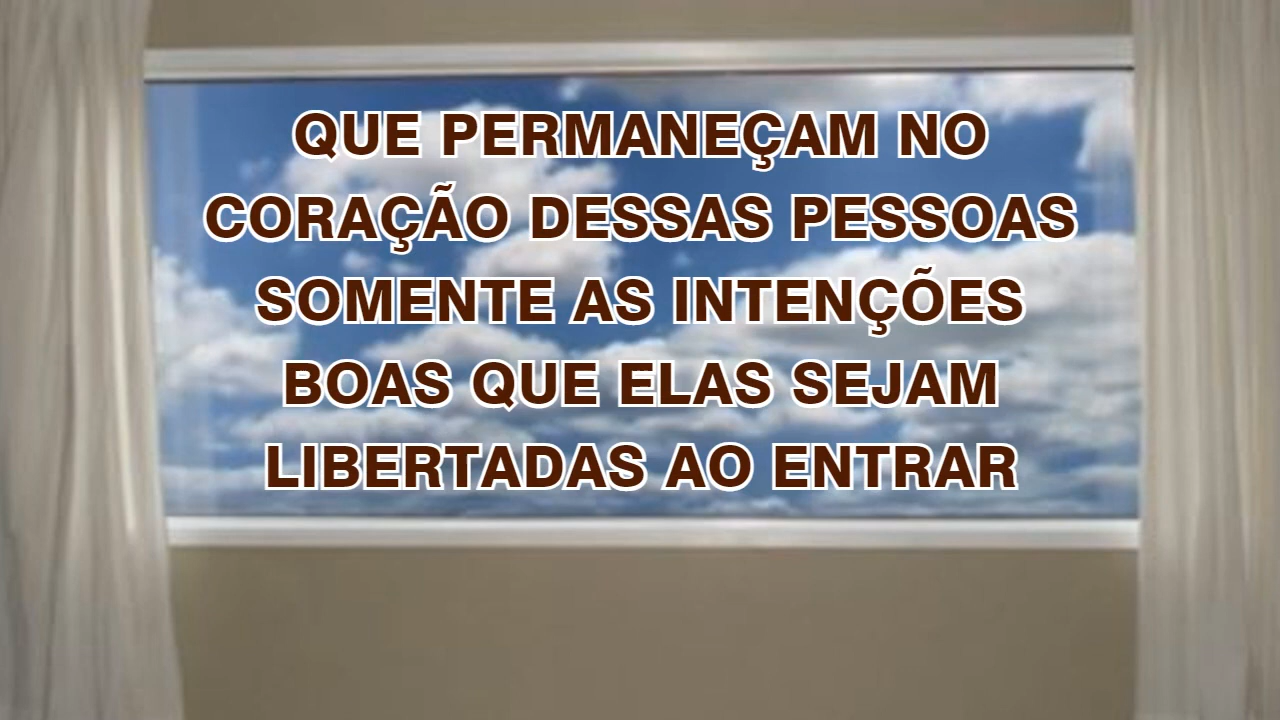 QUE PERMANEÇAM NO
CORAÇÃO DESSAS PESSOAS
SOMENTE AS INTENÇÕES
BOAS QUE ELAS SEJAM
LIBERTADAS AO ENTRAR